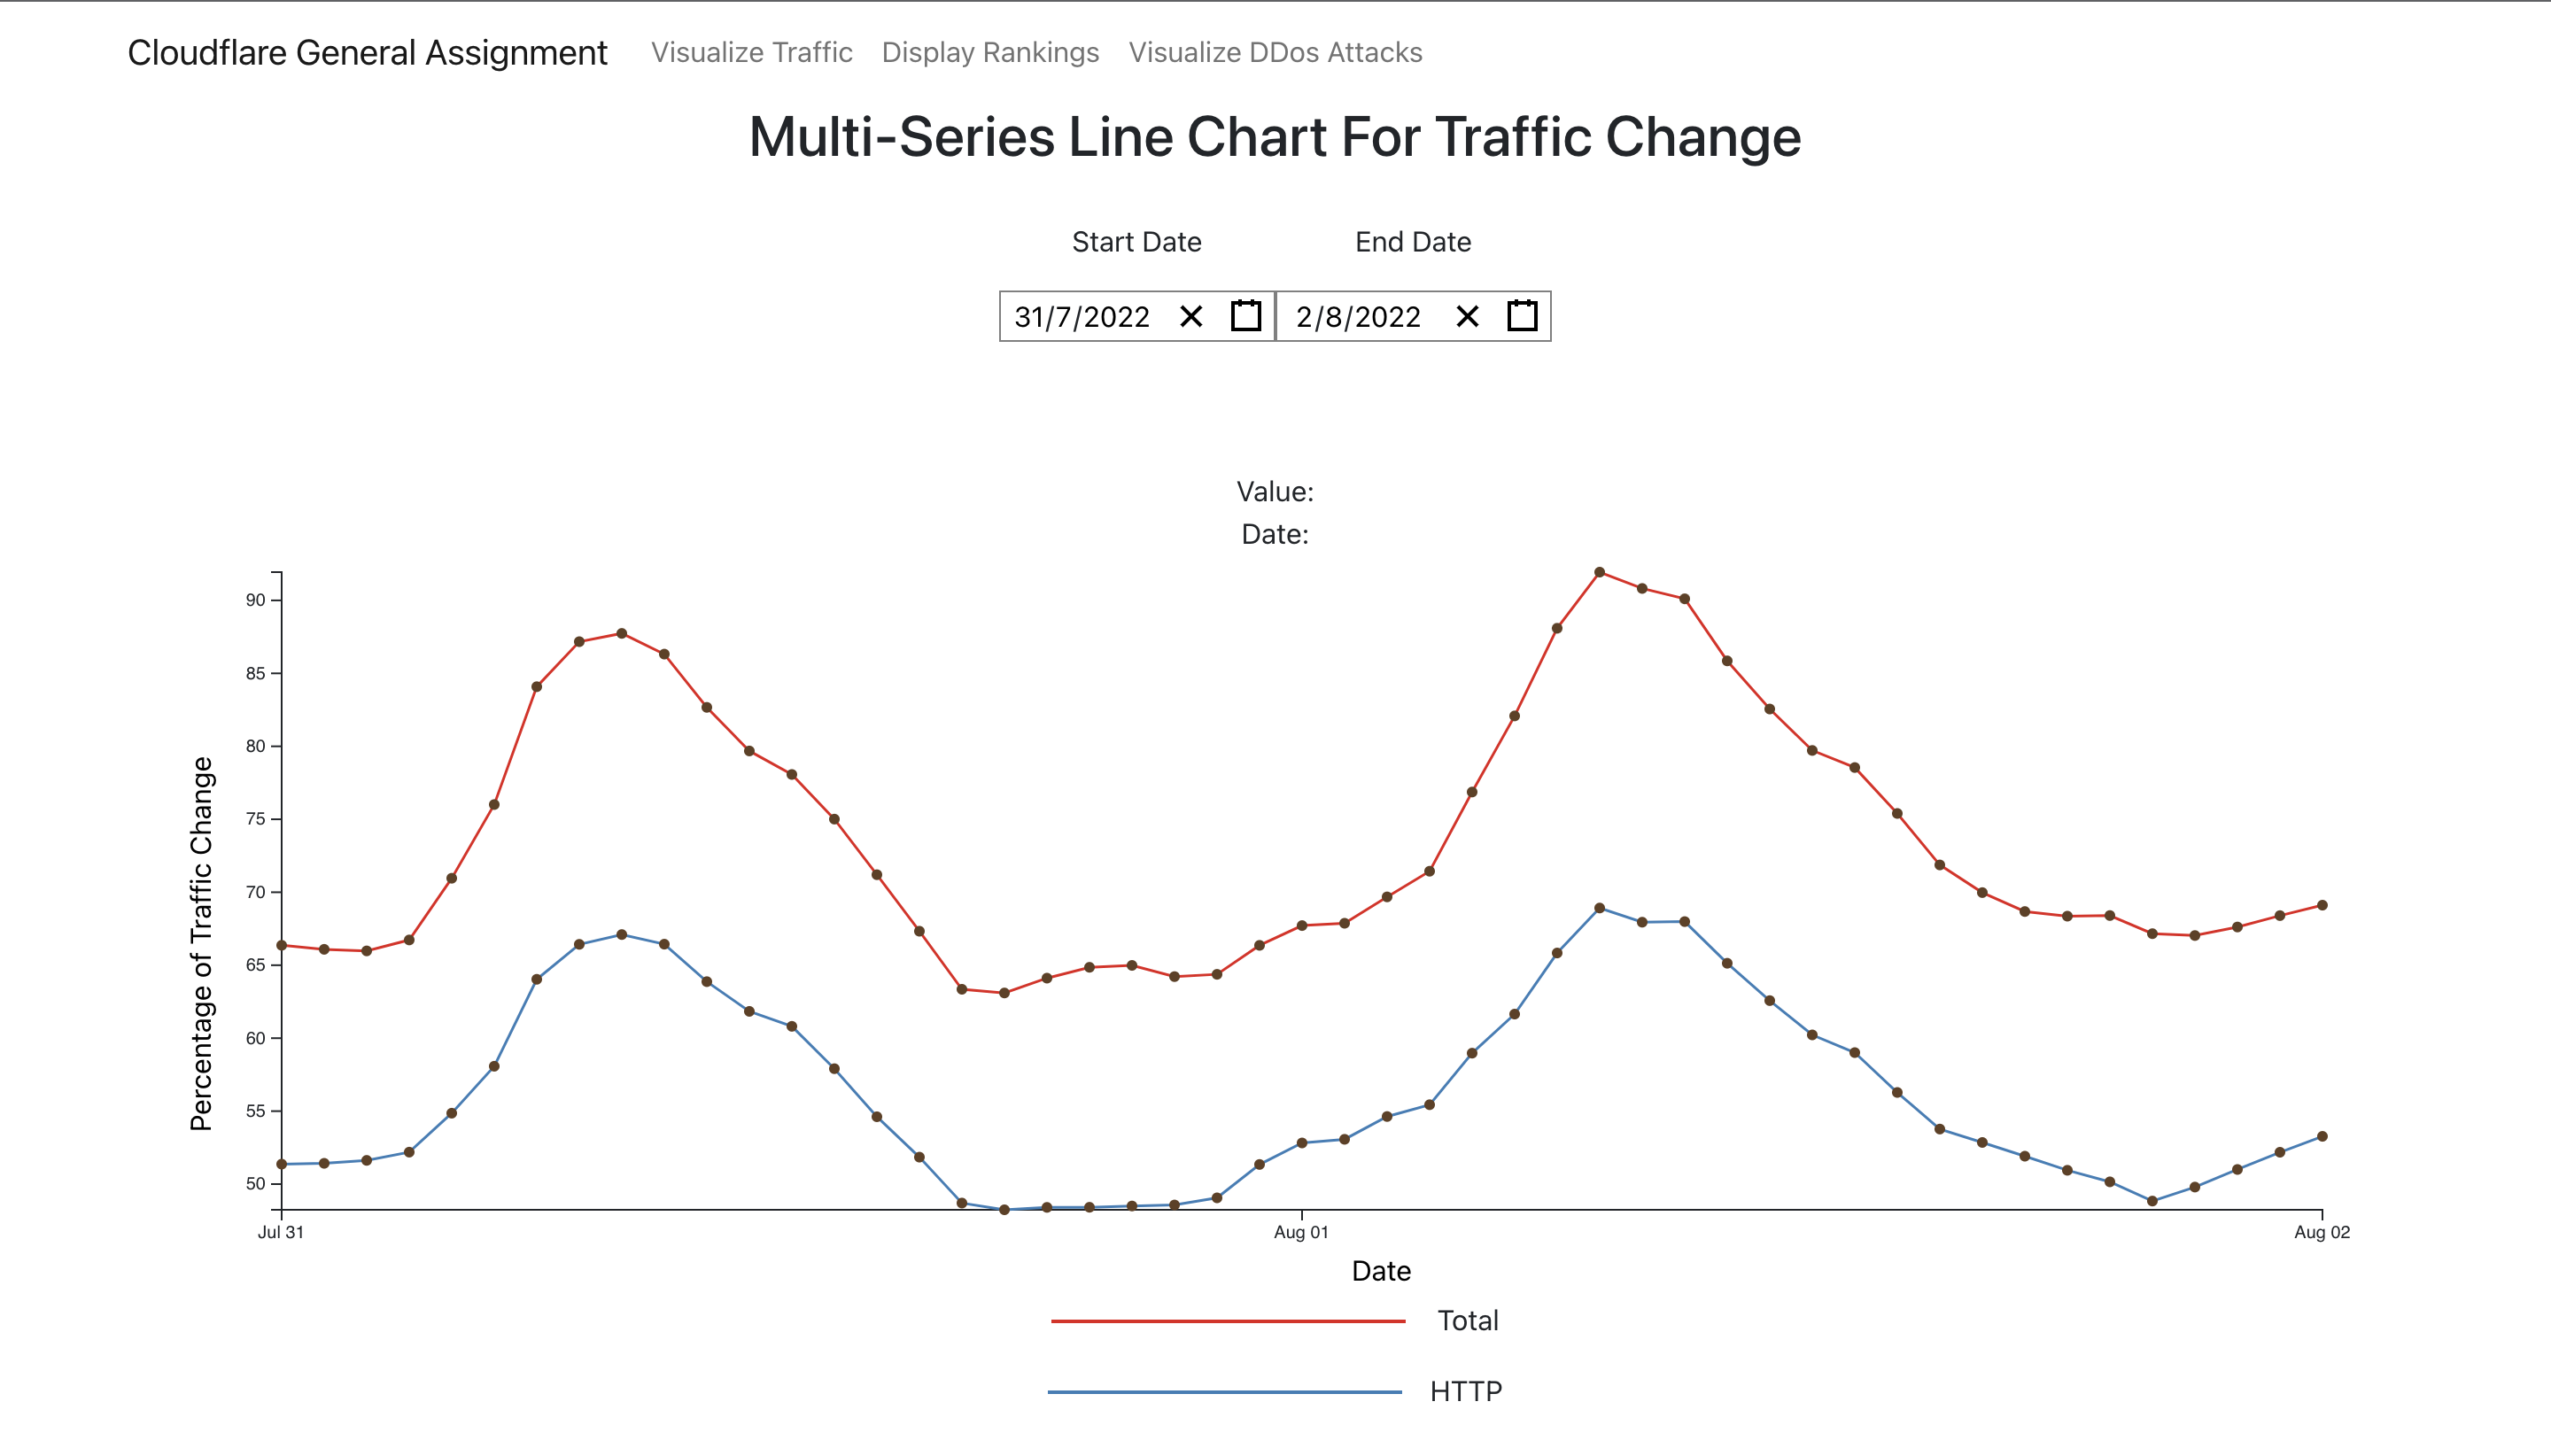 Cloudflare General Assignment Visualize Traffic Display Rankings Visualize DDos Attacks
Multi-Series Line Chart For Traffic Change
Start Date End Date
31/7/2022 2/8/2022
Value:
Date:
90
85
80
75
70
65
60
55
50
Percentage of Traffic Change
Jul 31 Aug 01 Aug 02
Date
Total
HTTP